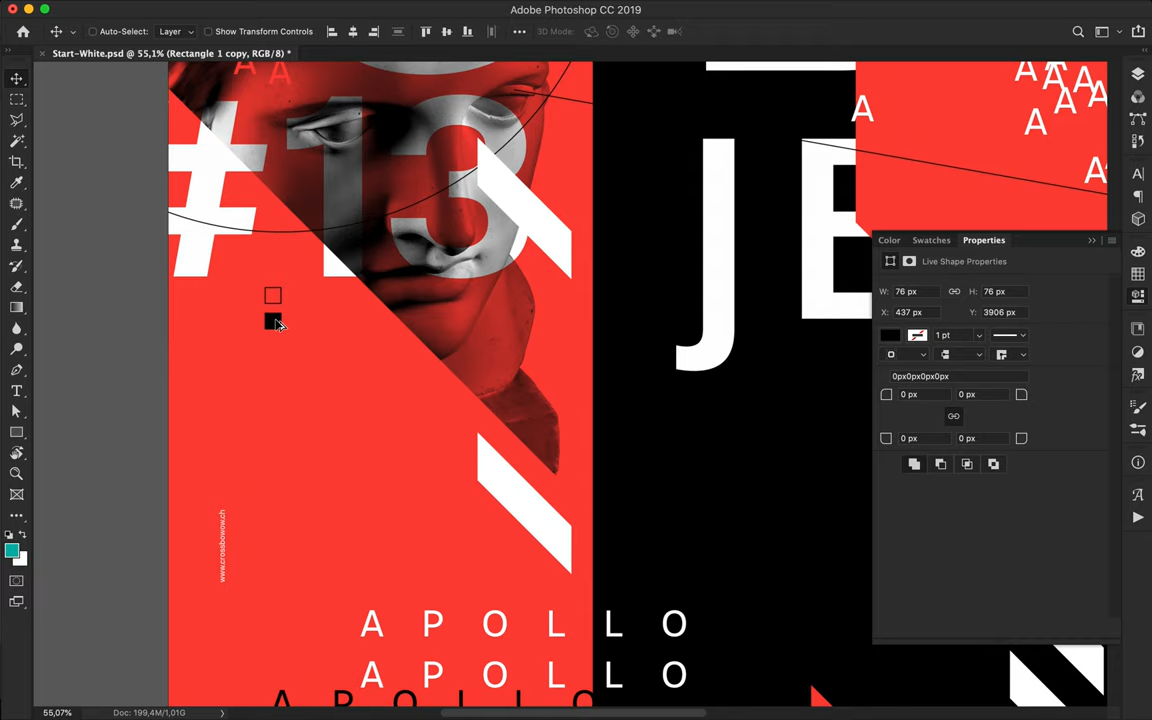 Adobe Photoshop CC 2019
Auto-Select: Layer Show Transform Controls 3D Mode:
Start-White.psd @ 55,1% (Rectangle 1 copy, RGB/8) *
A A
A A A A A A
A A A
#13
JE
Color Swatches Properties
Live Shape Properties
W: 76 px H: 76 px
X: 437 px Y: 3906 px
1 pt
0px0px0px0px
0 px 0 px
0 px 0 px
www.crossbowow.ch
A P O L L O
A P O L L O
A P O L L O
55,07% Doc: 199,4M/1,01G